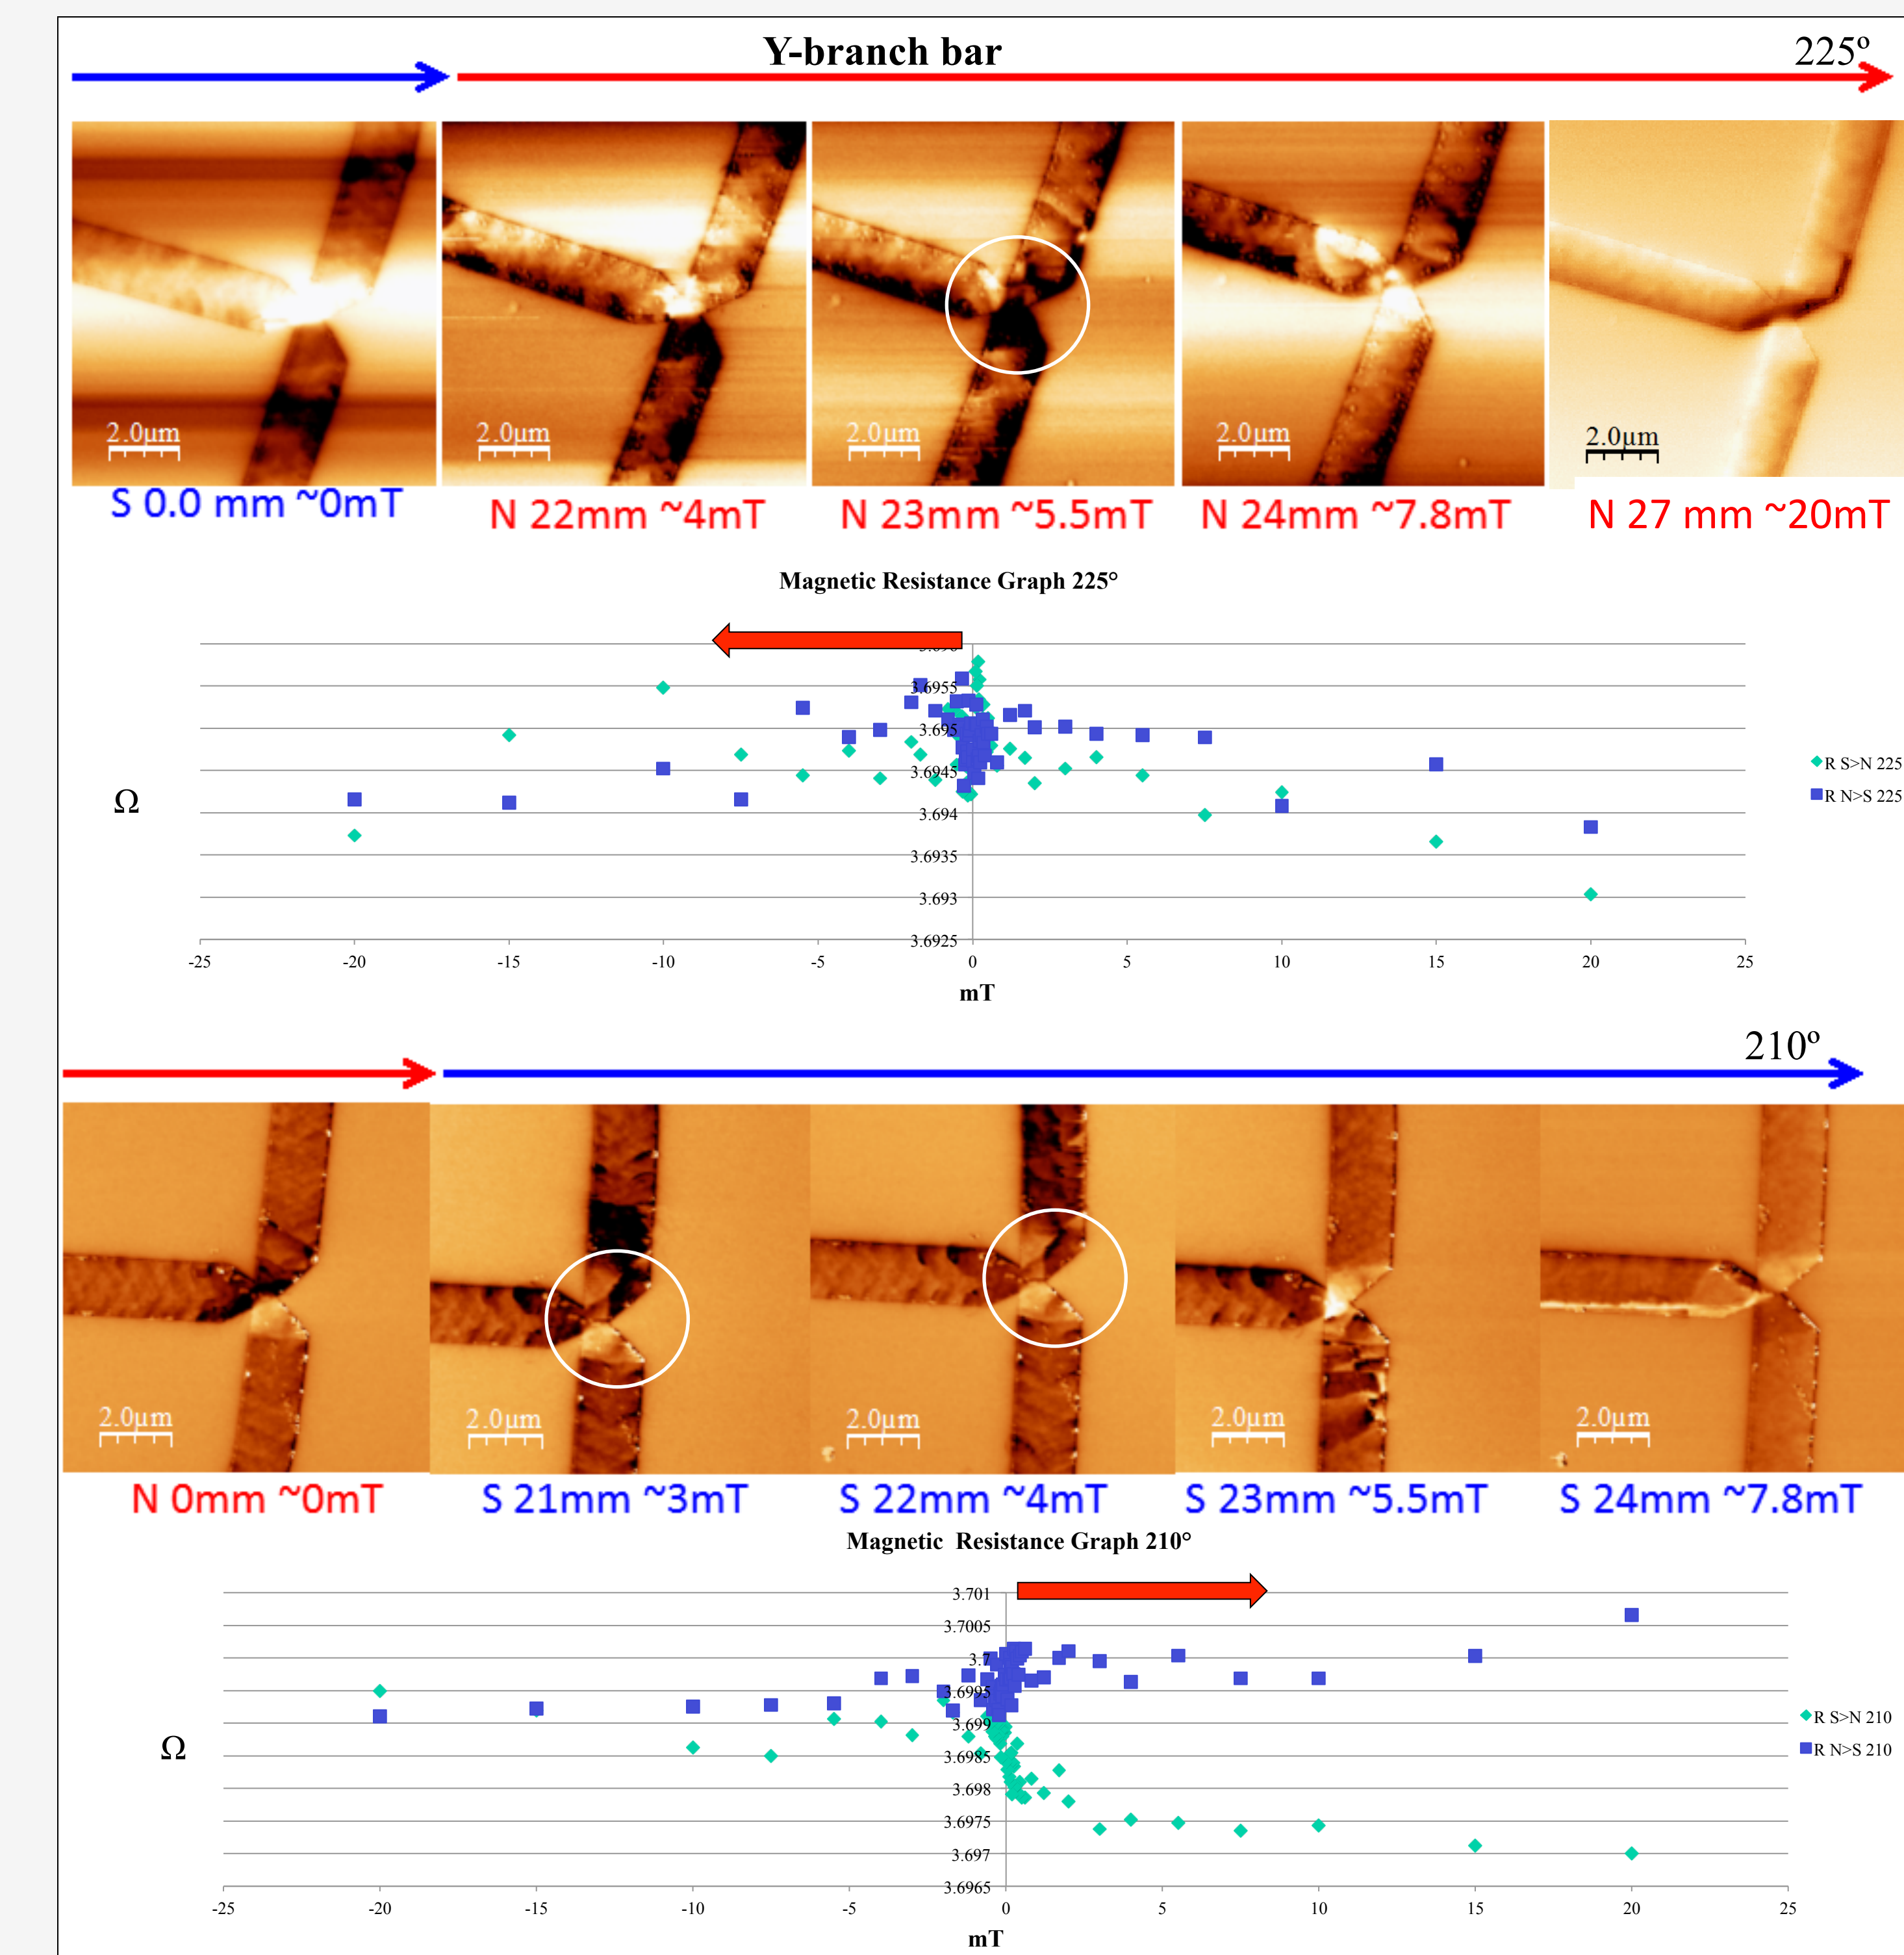 Y-branch bar
225º
2.0µm
2.0µm
2.0µm
2.0µm
2.0µm
S 0.0 mm ~0mT
N 22mm ~4mT
N 23mm ~5.5mT
N 24mm ~7.8mT
N 27 mm ~20mT
Magnetic Resistance Graph 225°
3.696
3.6955
3.695
3.6945
3.694
3.6935
3.693
3.6925
Ω
R S>N 225
R N>S 225
-25 -20 -15 -10 -5 0 5 10 15 20 25
mT
210º
2.0µm
2.0µm
2.0µm
2.0µm
2.0µm
N 0mm ~0mT
S 21mm ~3mT
S 22mm ~4mT
S 23mm ~5.5mT
S 24mm ~7.8mT
Magnetic  Resistance Graph 210°
3.701
3.7005
3.7
3.6995
3.699
3.6985
3.698
3.6975
3.697
3.6965
Ω
R S>N 210
R N>S 210
-25 -20 -15 -10 -5 0 5 10 15 20 25
mT